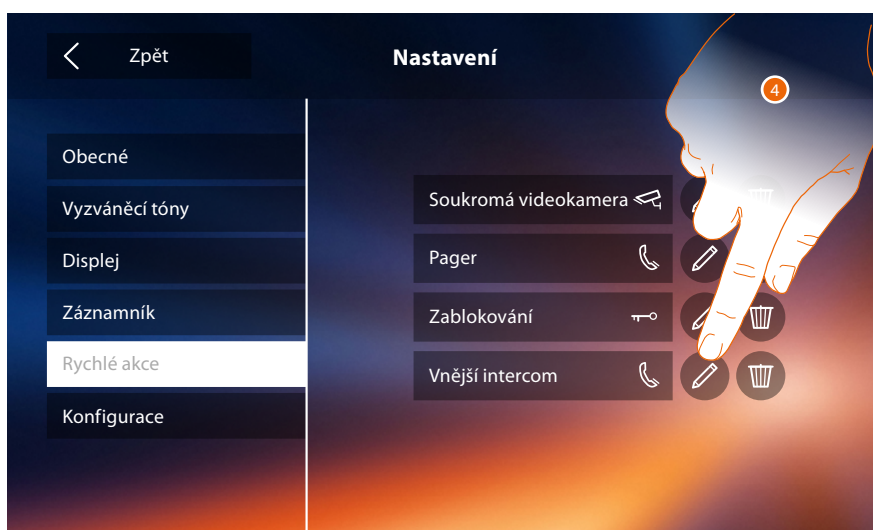 Zpět
Nastavení
4
Obecné
Vyzváněcí tóny
Displej
Záznamník
Rychlé akce
Konfigurace
Soukromá videokamera
Pager
Zablokování
Vnější intercom